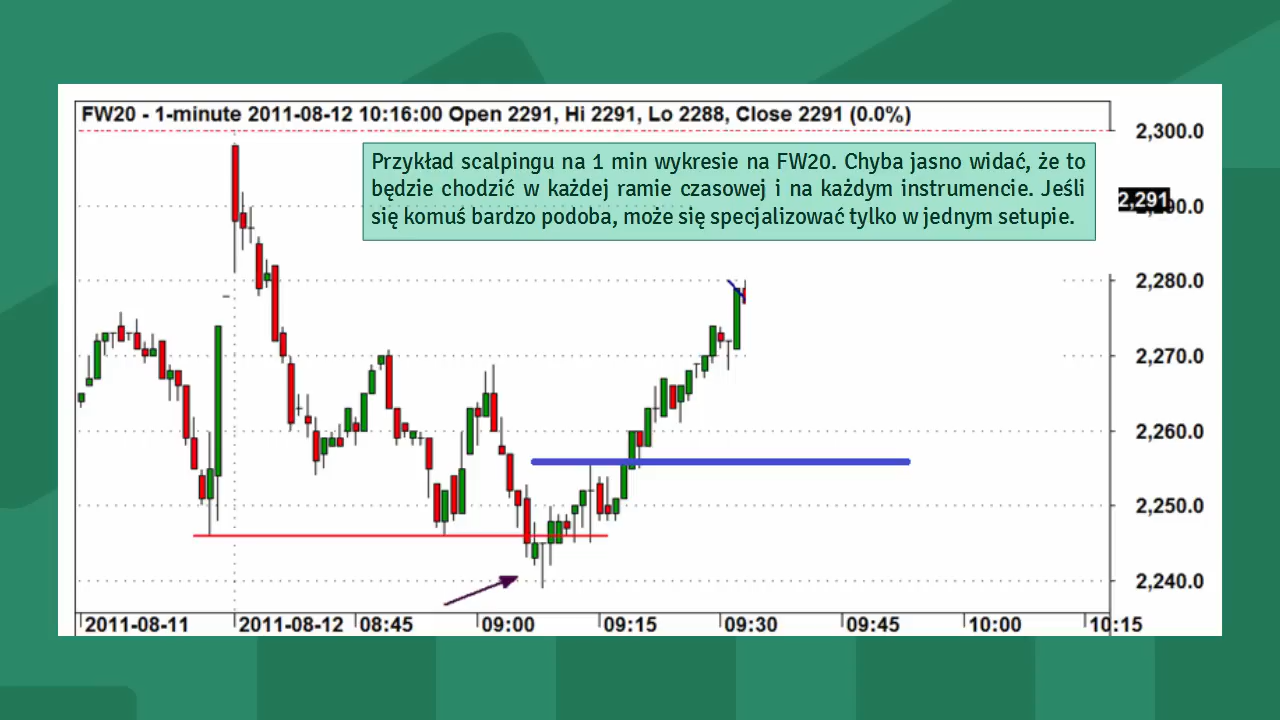 FW20 - 1-minute 2011-08-12 10:16:00 Open 2291, Hi 2291, Lo 2288, Close 2291 (0.0%)
Przykład scalpingu na 1 min wykresie na FW20. Chyba jasno widać, że to
będzie chodzić w każdej ramie czasowej i na każdym instrumencie. Jeśli
się komuś bardzo podoba, może się specjalizować tylko w jednym setupie.
2,300.0
2,291
2,290.0
2,280.0
2,270.0
2,260.0
2,250.0
2,240.0
2011-08-11 2011-08-12 08:45 09:00 09:15 09:30 09:45 10:00 10:15